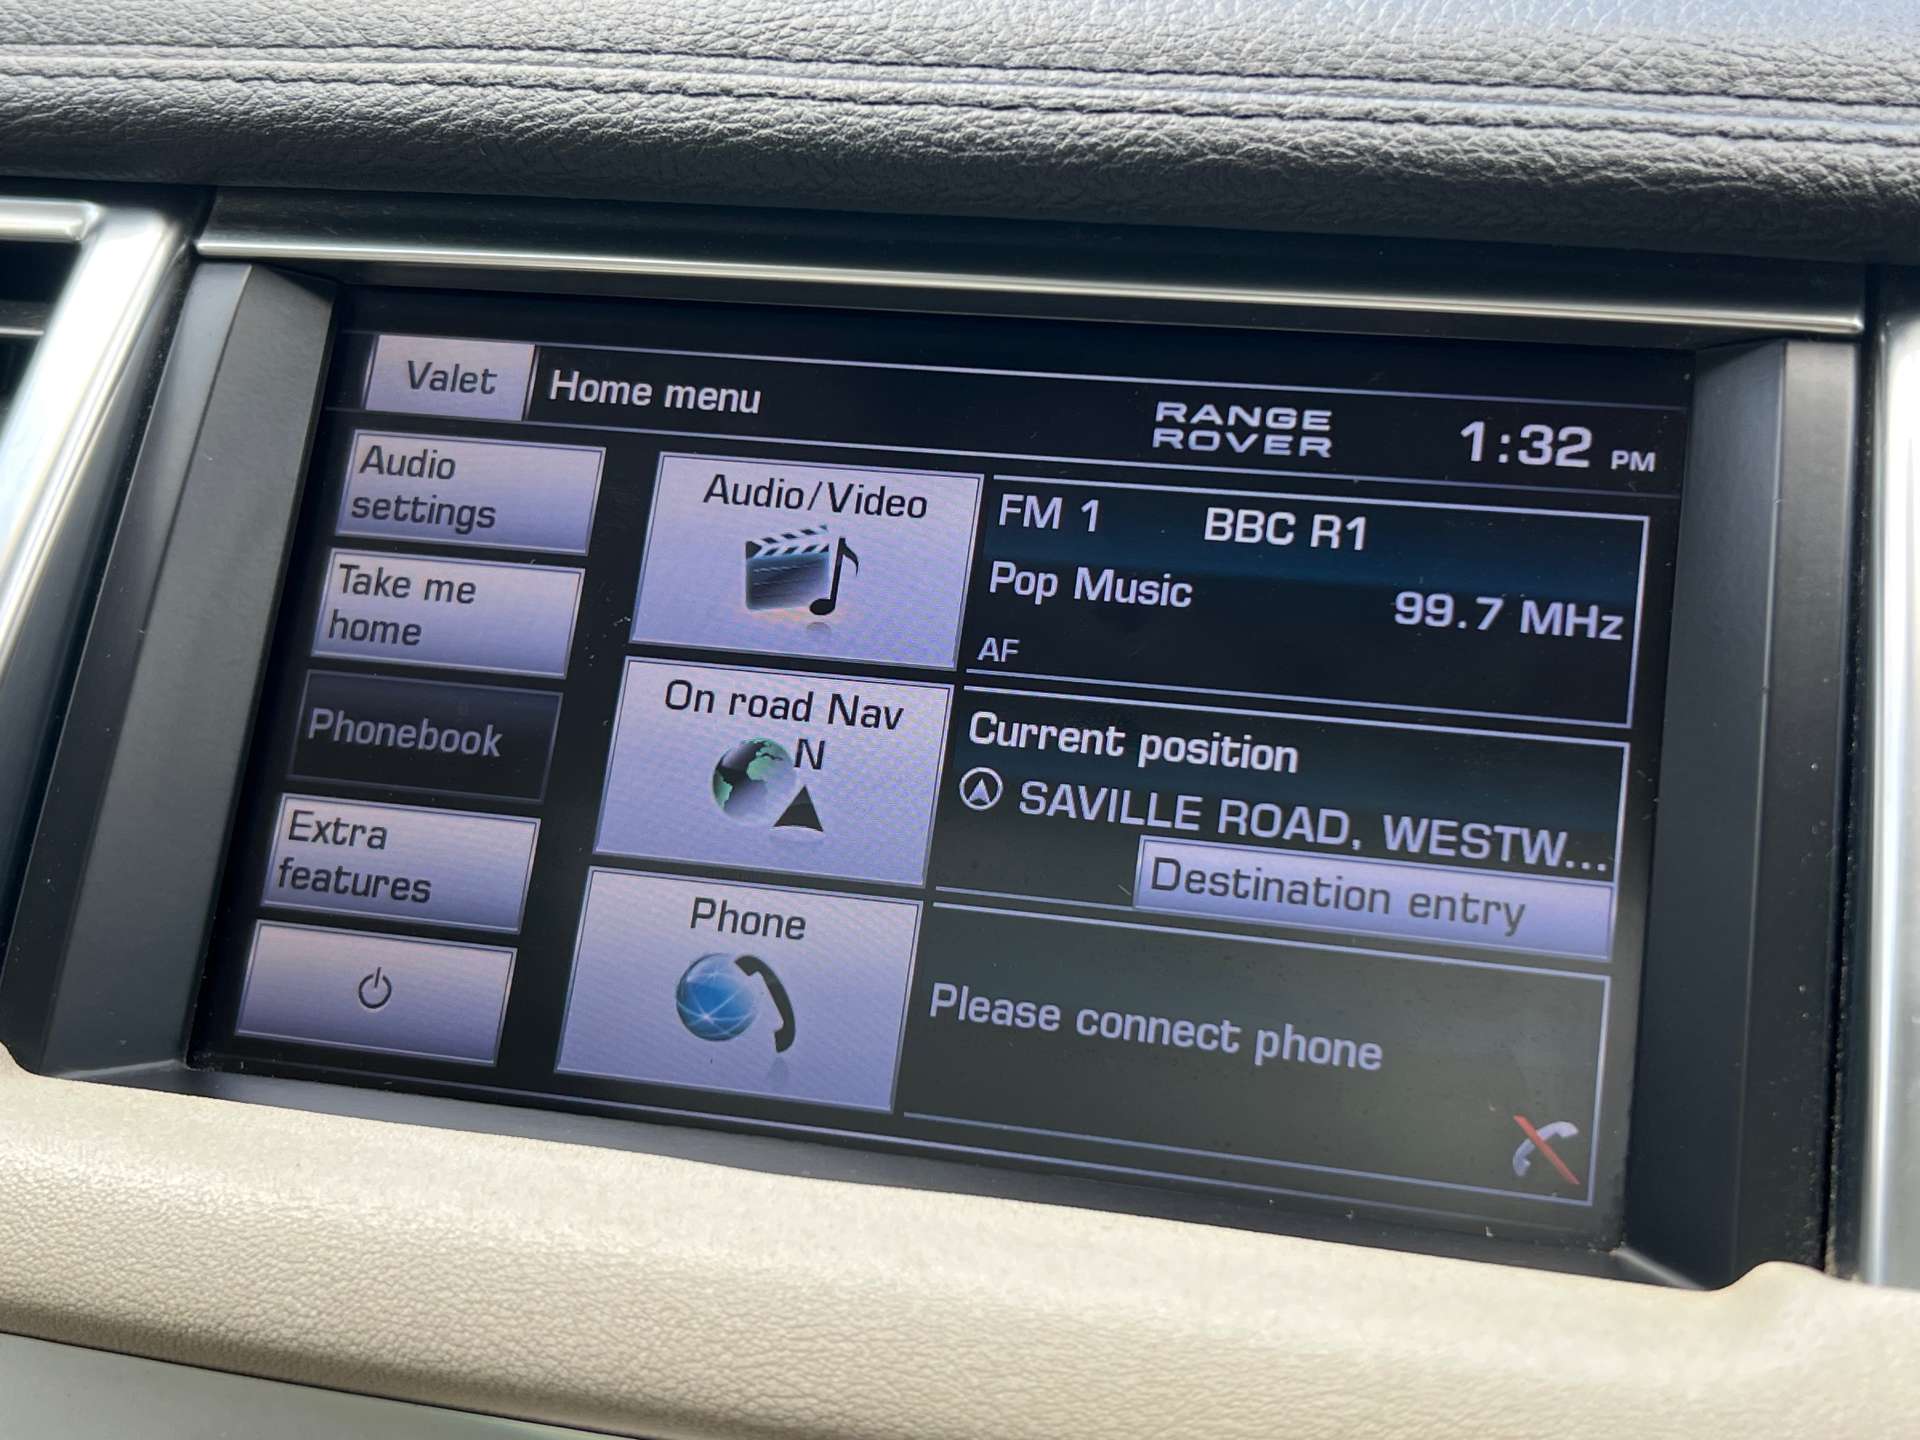 Valet
Home menu
RANGE
ROVER
1:32 PM
Audio
settings
Take me
home
Phonebook
Extra
features
Audio/Video
On road Nav
N
Phone
FM 1 BBC R1
Pop Music
99.7 MHz
AF
Current position
SAVILLE ROAD, WESTW...
Destination entry
Please connect phone